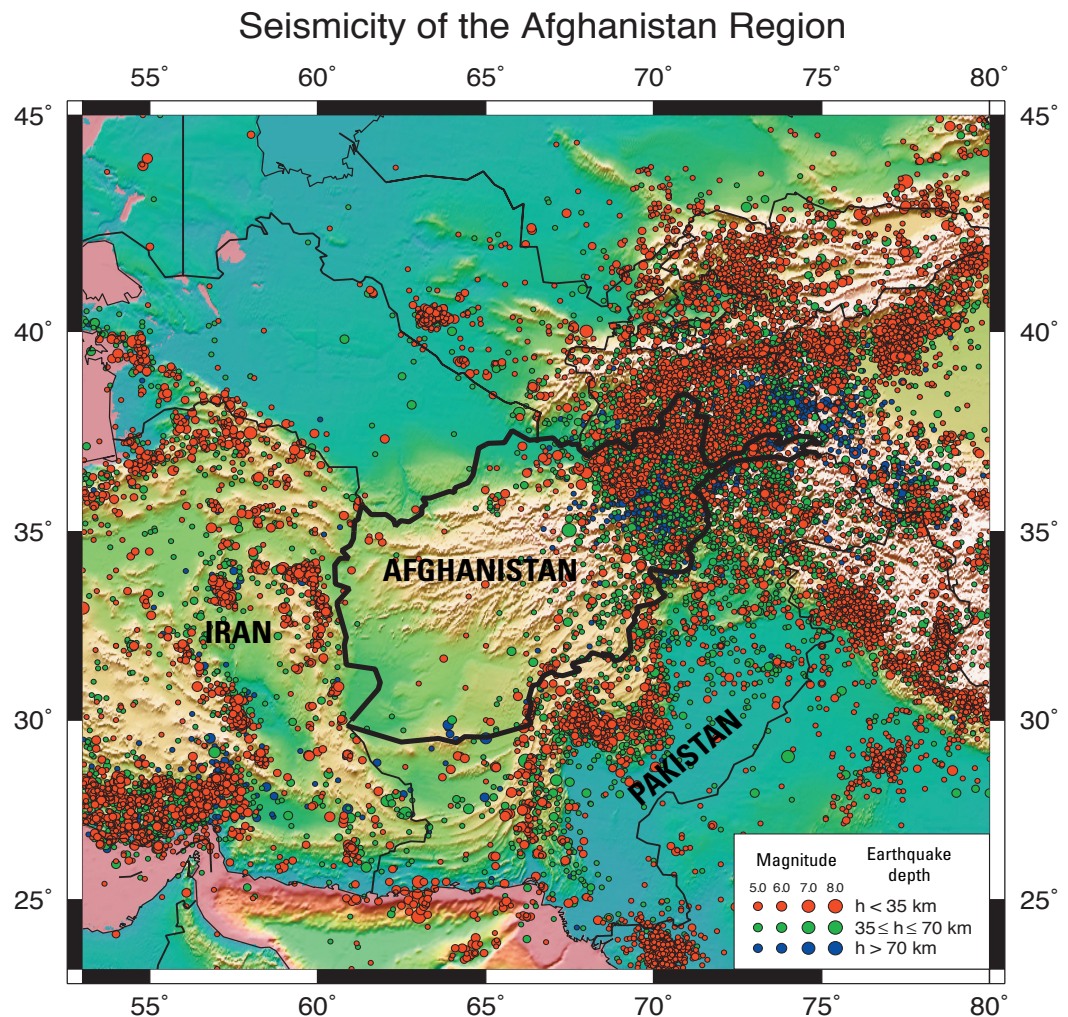 Seismicity of the Afghanistan Region
55° 60° 65° 70° 75° 80°
45° 45°
40° 40°
35° 35°
AFGHANISTAN
IRAN
30° 30°
PAKISTAN
Magnitude Earthquake
depth
5.0 6.0 7.0 8.0
h < 35 km
35 ≤ h ≤ 70 km
h > 70 km
25° 25°
55° 60° 65° 70° 75° 80°